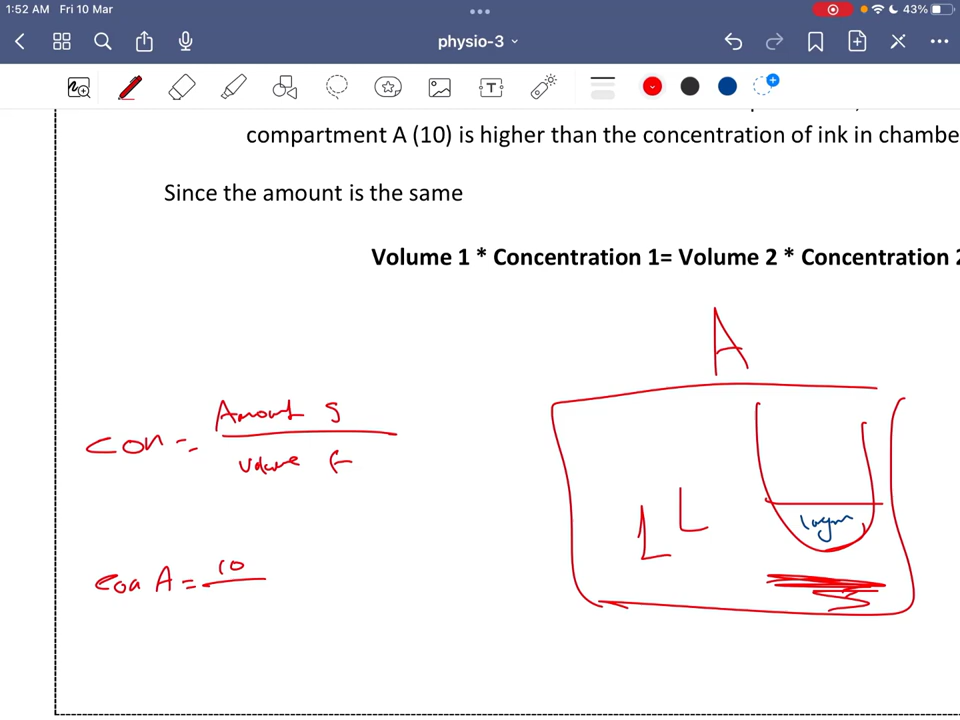 1:52 AM Fri 10 Mar
43%
physio-3
T
compartment A (10) is higher than the concentration of ink in chambe
Since the amount is the same
Volume 1 * Concentration 1= Volume 2 * Concentration 2
A
Con = Amount S
Volume F
1 L
10gm
Con A = 10